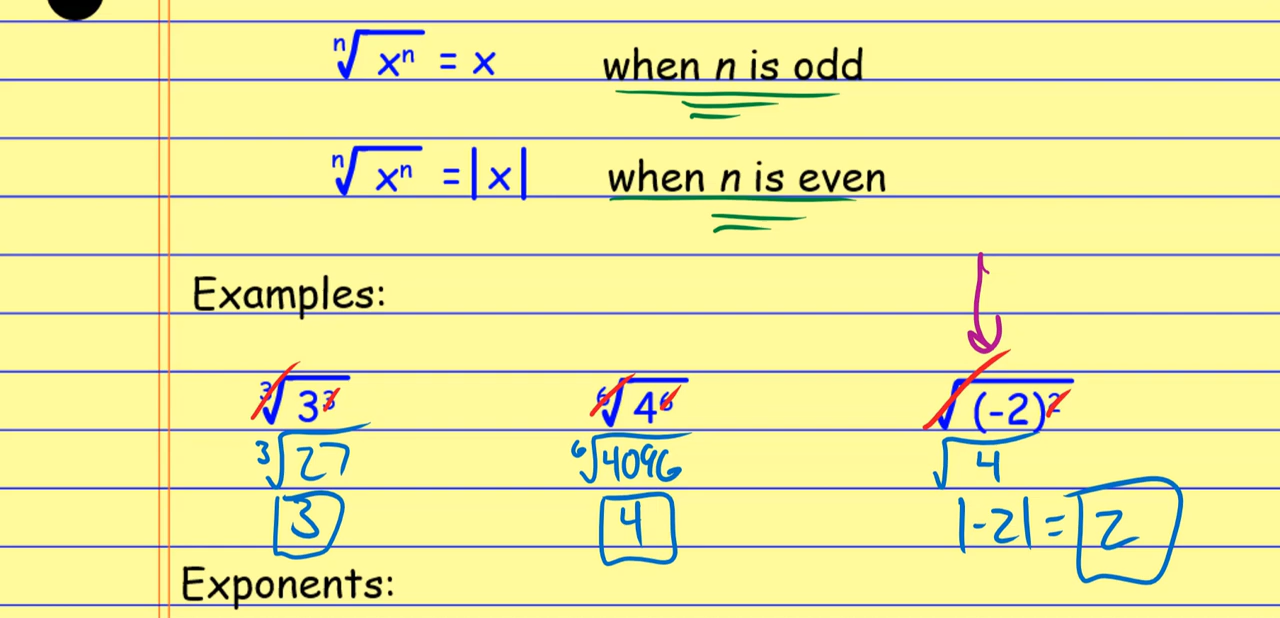 ⁿ√xⁿ = x when n is odd
ⁿ√xⁿ = |x| when n is even
Examples:
³√3³ ⁶√4⁶ √(-2)²
³√27 ⁶√4096 √4
3 4 |-2| = 2
Exponents: